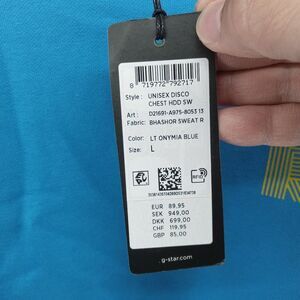 8 719772 792717
Style : UNISEX DISCO
CHEST HDD SW
Art : D21691-A975-8053 13
Fabric: BHASHOR SWEAT R
Color: LT ONYMIA BLUE
Size: L
RFID
EUR 89,95
SEK 949,00
DKK 699,00
CHF 119,95
GBP 85,00
g-star.com